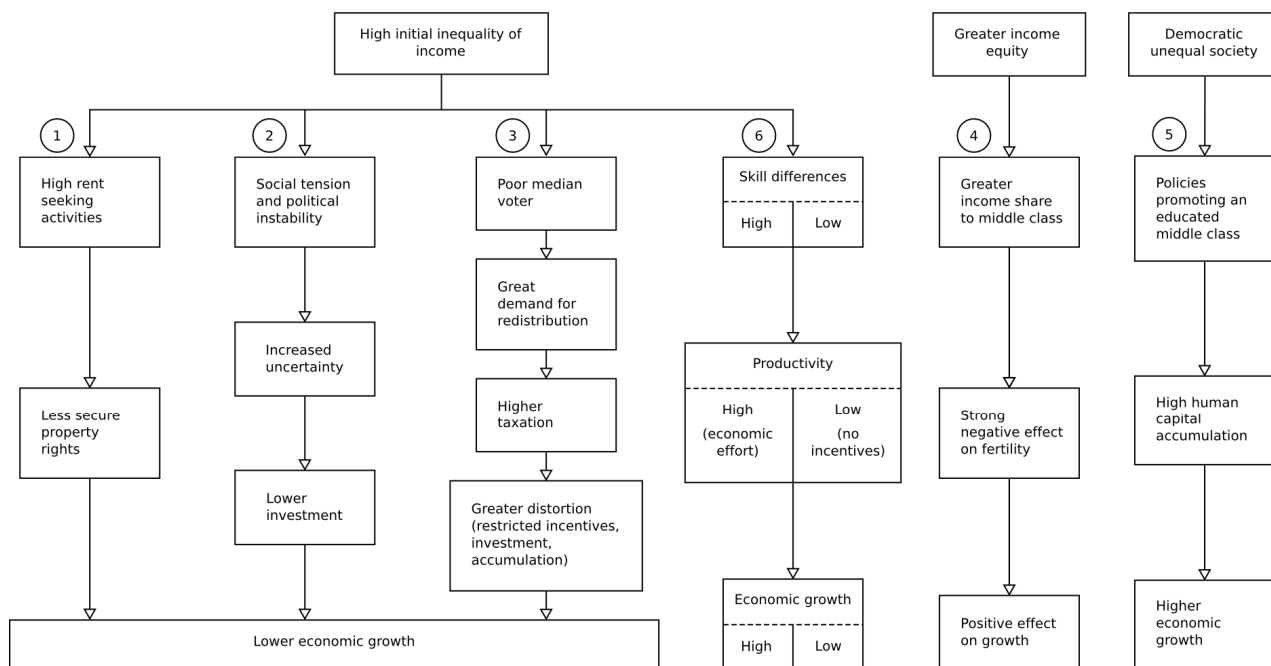 High initial inequality of
income
Greater income
equity
Democratic
unequal society
1
2
3
6
4
5
High rent
seeking
activities
Social tension
and political
instability
Poor median
voter
Skill differences
High
Low
Greater
income share
to middle class
Policies
promoting an
educated
middle class
Great
demand for
redistribution
Increased
uncertainty
Productivity
High
(economic
effort)
Low
(no
incentives)
Less secure
property
rights
Higher
taxation
Strong
negative effect
on fertility
High human
capital
accumulation
Lower
investment
Greater distortion
(restricted incentives,
investment,
accumulation)
Economic growth
High
Low
Positive effect
on growth
Higher
economic
growth
Lower economic growth